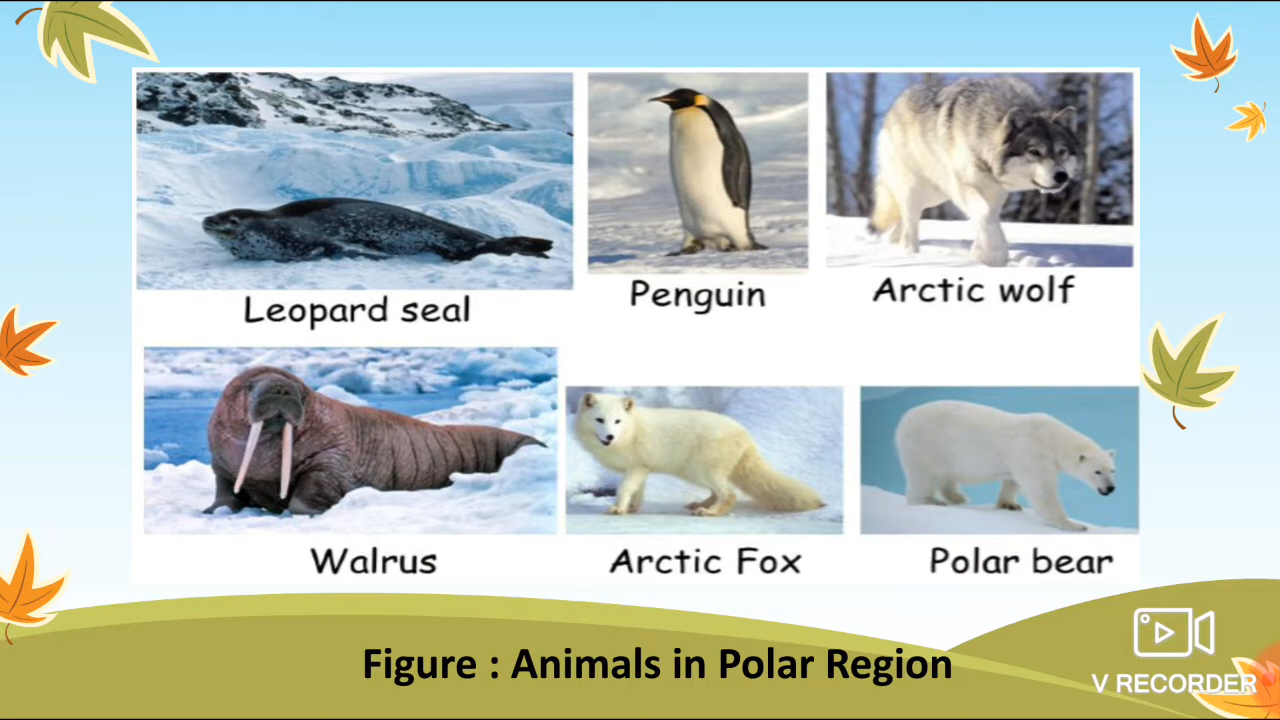 Leopard seal
Penguin
Arctic wolf
Walrus
Arctic Fox
Polar bear
Figure : Animals in Polar Region
V RECORDER